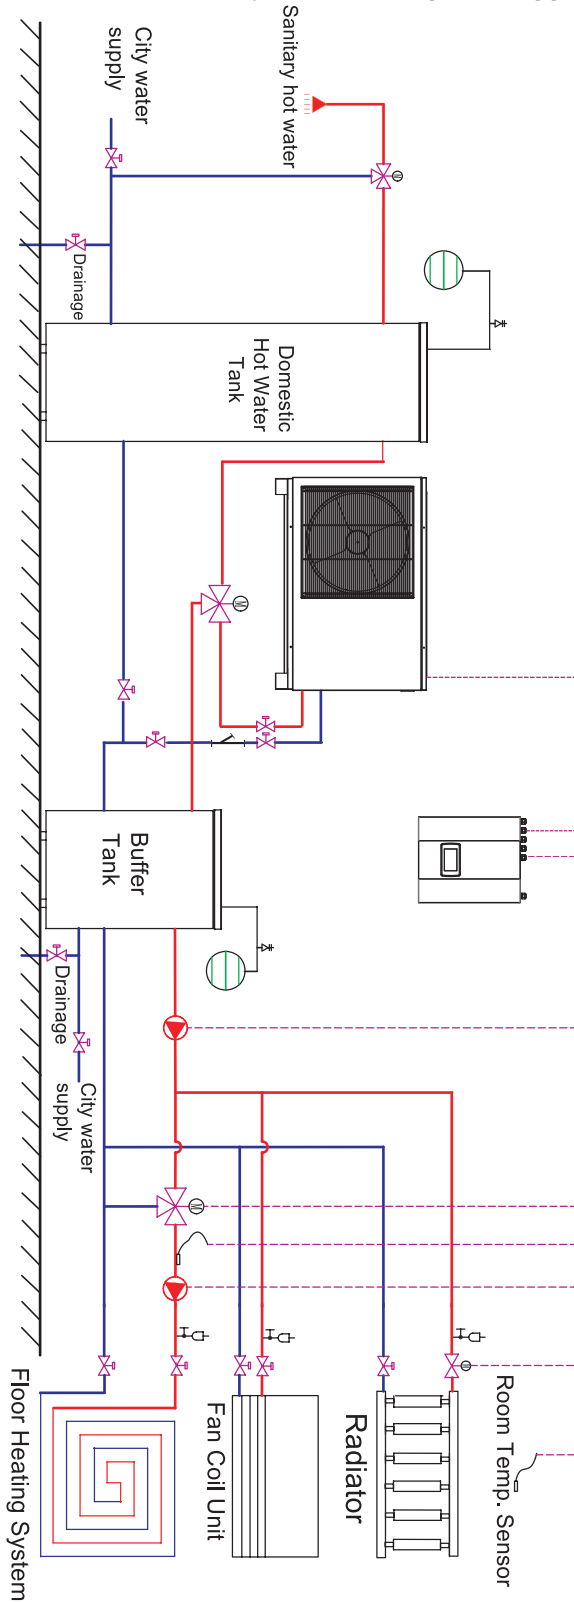 City water
supply
Sanitary hot water
Drainage
Domestic
Hot Water
Tank
M
M
Buffer
Tank
Drainage
City water
supply
M
M
Floor Heating System
Fan Coil Unit
Radiator
Room Temp. Sensor